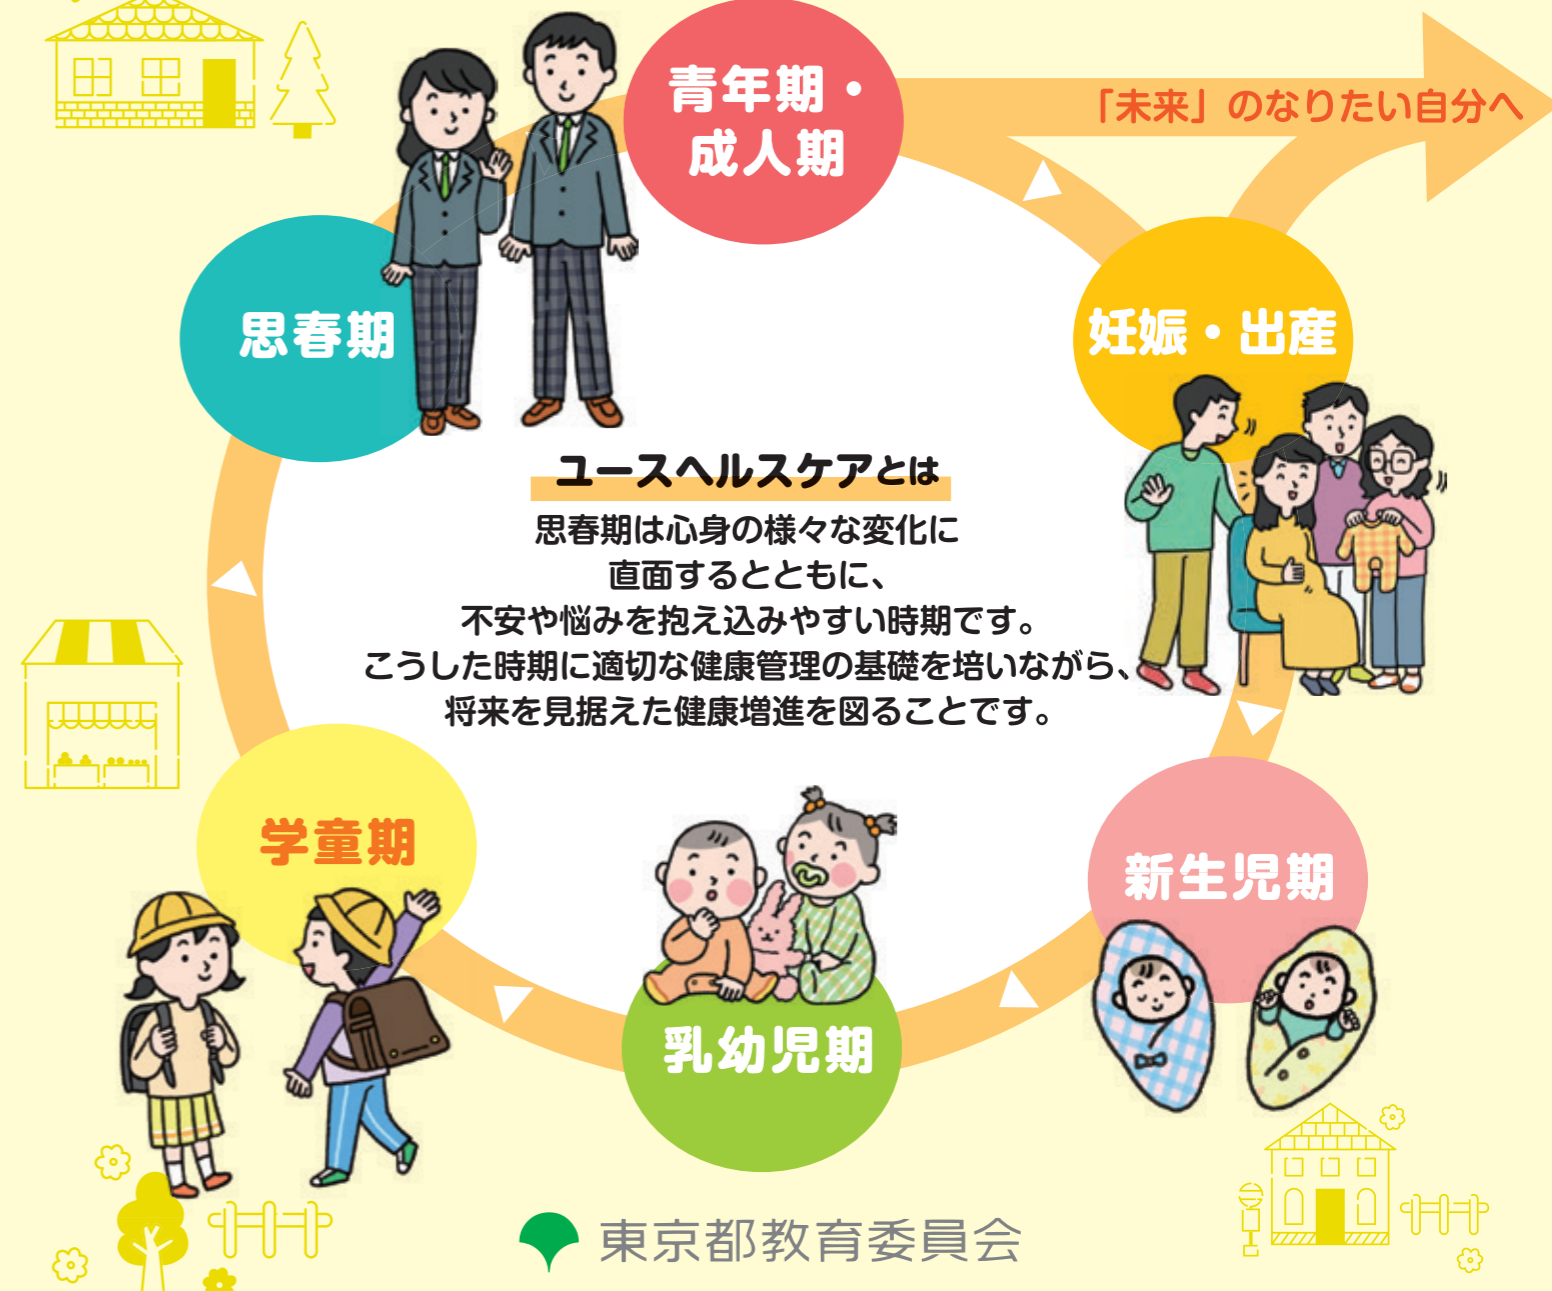 青年期・
成人期
「未来」のなりたい自分へ
思春期
妊娠・出産
ユースヘルスケアとは
思春期は心身の様々な変化に
直面するとともに、
不安や悩みを抱え込みやすい時期です。
こうした時期に適切な健康管理の基礎を培いながら、
将来を見据えた健康増進を図ることです。
学童期
新生児期
乳幼児期
東京都教育委員会